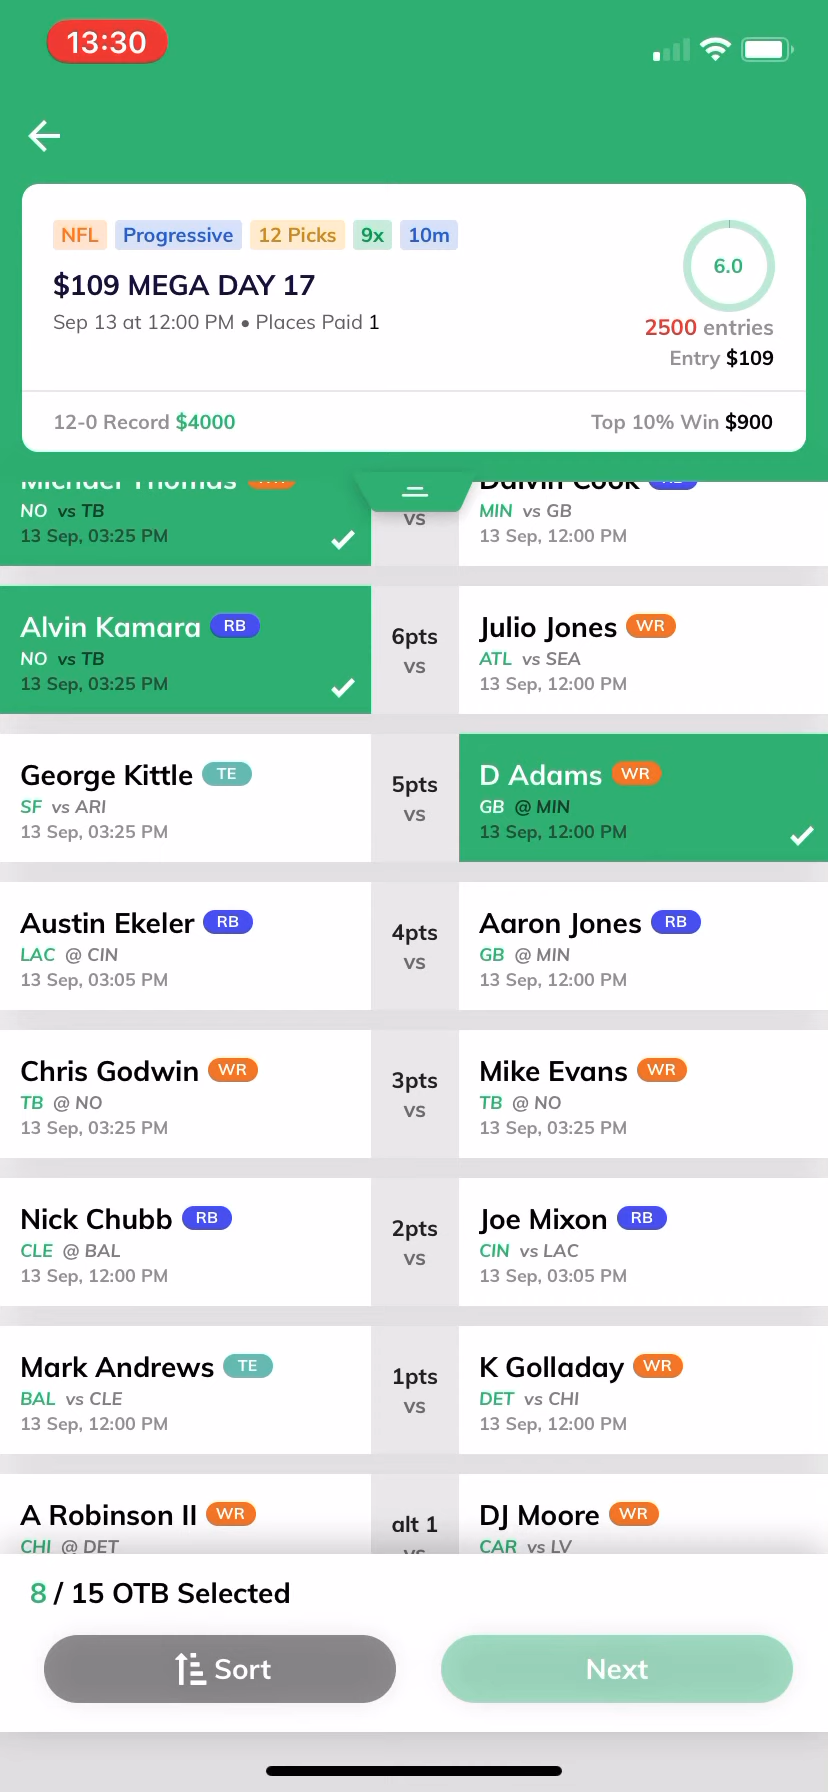 13:30
NFL Progressive 12 Picks 9x 10m
$109 MEGA DAY 17
Sep 13 at 12:00 PM • Places Paid 1
6.0
2500 entries
Entry $109
12-0 Record $4000
Top 10% Win $900
Michael Thomas WR
NO vs TB
13 Sep, 03:25 PM
vs
Dalvin Cook RB
MIN vs GB
13 Sep, 12:00 PM
Alvin Kamara RB
NO vs TB
13 Sep, 03:25 PM
6pts
vs
Julio Jones WR
ATL vs SEA
13 Sep, 12:00 PM
George Kittle TE
SF vs ARI
13 Sep, 03:25 PM
5pts
vs
D Adams WR
GB @ MIN
13 Sep, 12:00 PM
Austin Ekeler RB
LAC @ CIN
13 Sep, 03:05 PM
4pts
vs
Aaron Jones RB
GB @ MIN
13 Sep, 12:00 PM
Chris Godwin WR
TB @ NO
13 Sep, 03:25 PM
3pts
vs
Mike Evans WR
TB @ NO
13 Sep, 03:25 PM
Nick Chubb RB
CLE @ BAL
13 Sep, 12:00 PM
2pts
vs
Joe Mixon RB
CIN vs LAC
13 Sep, 03:05 PM
Mark Andrews TE
BAL vs CLE
13 Sep, 12:00 PM
1pts
vs
K Golladay WR
DET vs CHI
13 Sep, 12:00 PM
A Robinson II WR
CHI @ DET
alt 1
vs
DJ Moore WR
CAR vs LV
8 / 15 OTB Selected
Sort
Next